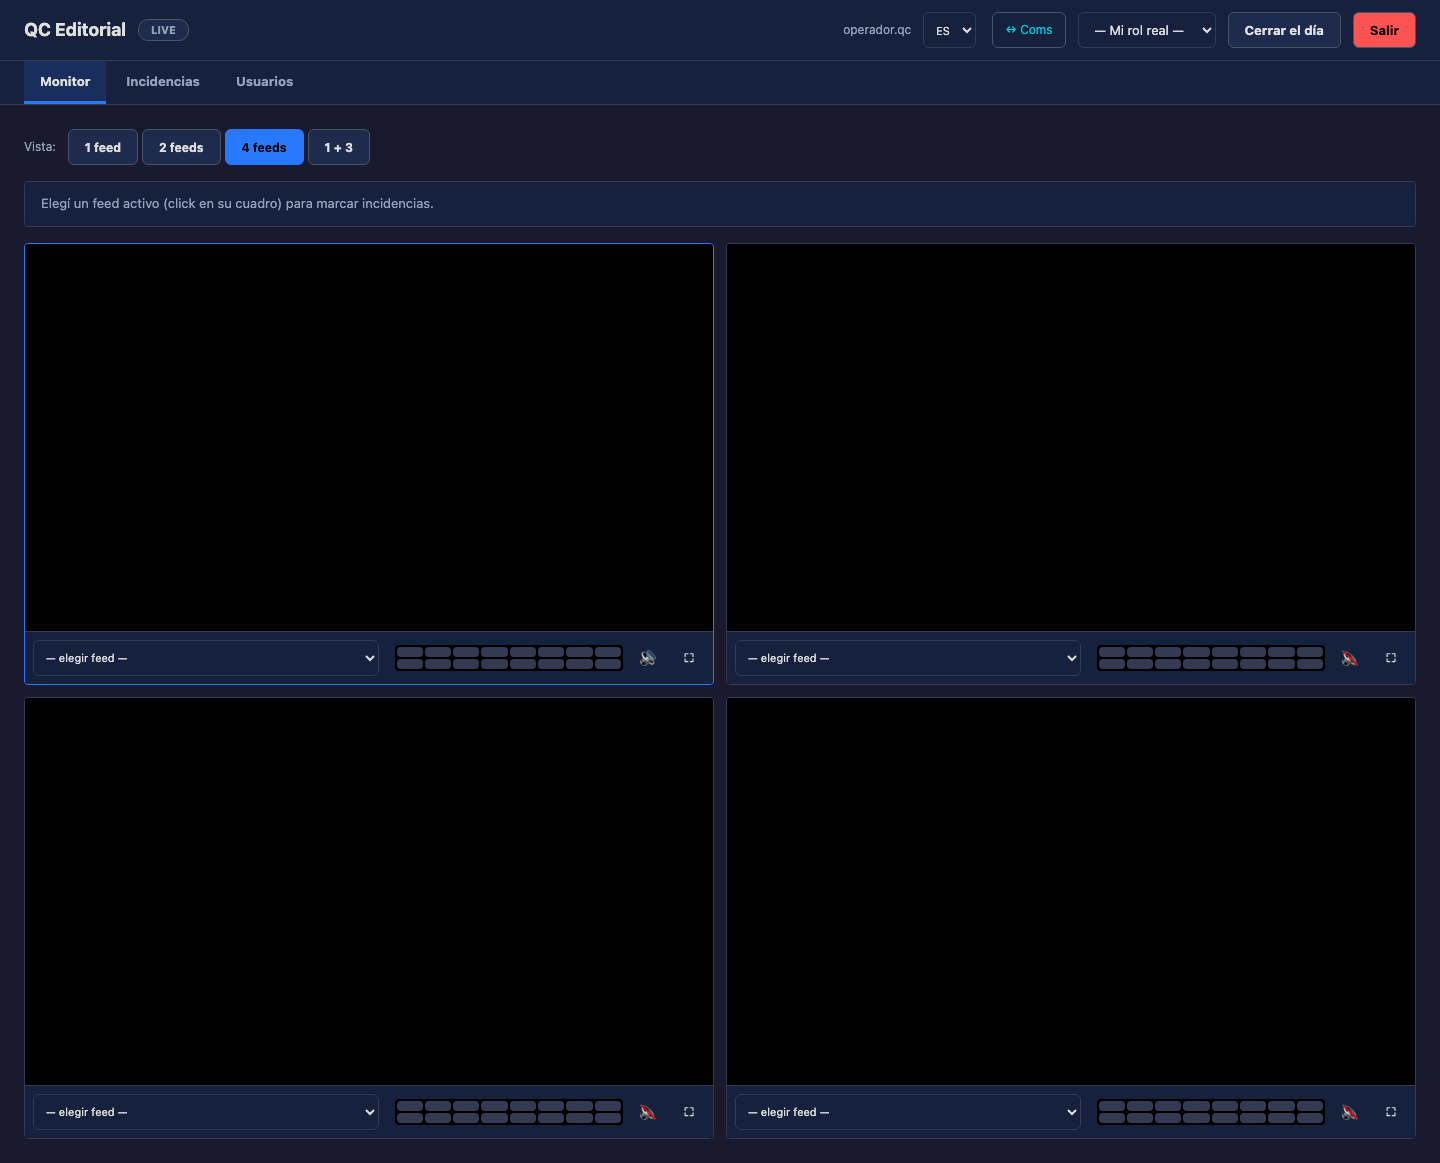 QC Editorial
LIVE
operador.qc
ES
↔ Coms
— Mi rol real —
Cerrar el día
Salir
Monitor
Incidencias
Usuarios
Vista:
1 feed
2 feeds
4 feeds
1 + 3
Elegí un feed activo (click en su cuadro) para marcar incidencias.
— elegir feed —
— elegir feed —
— elegir feed —
— elegir feed —